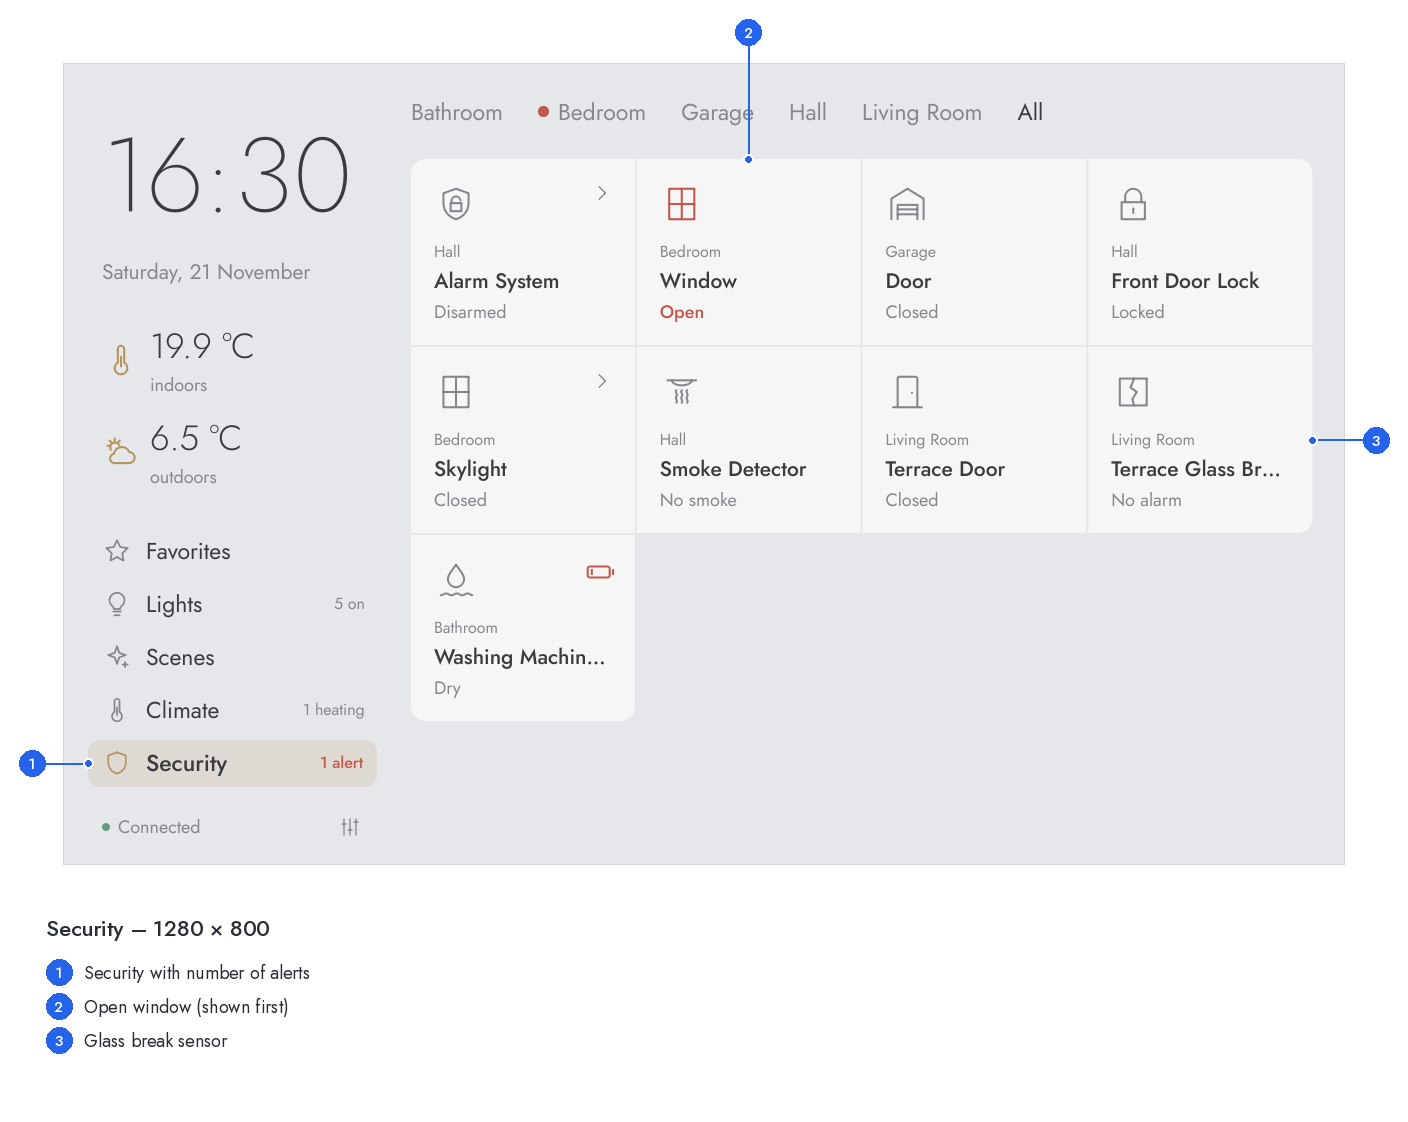 2
Bathroom Bedroom Garage Hall Living Room All
16:30
Saturday, 21 November
19.9 °C
indoors
6.5 °C
outdoors
Favorites
Lights 5 on
Scenes
Climate 1 heating
1
Security 1 alert
Connected
Hall
Alarm System
Disarmed
Bedroom
Window
Open
Garage
Door
Closed
Hall
Front Door Lock
Locked
Bedroom
Skylight
Closed
Hall
Smoke Detector
No smoke
Living Room
Terrace Door
Closed
Living Room
Terrace Glass Br...
No alarm
3
Bathroom
Washing Machin...
Dry
Security – 1280 × 800
1 Security with number of alerts
2 Open window (shown first)
3 Glass break sensor